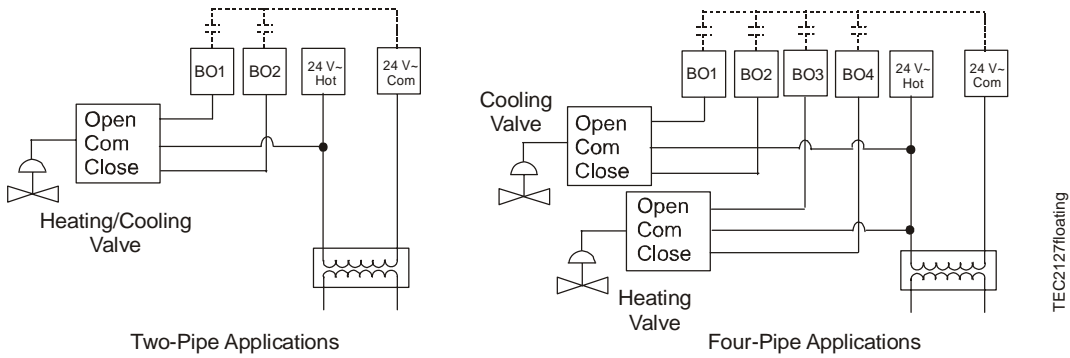 BO1
BO2
24 V~
Hot
24 V~
Com
Open
Com
Close
Heating/Cooling
Valve
Two-Pipe Applications
BO1
BO2
BO3
BO4
24 V~
Hot
24 V~
Com
Cooling
Valve
Open
Com
Close
Open
Com
Close
Heating
Valve
Four-Pipe Applications
TEC2127floating